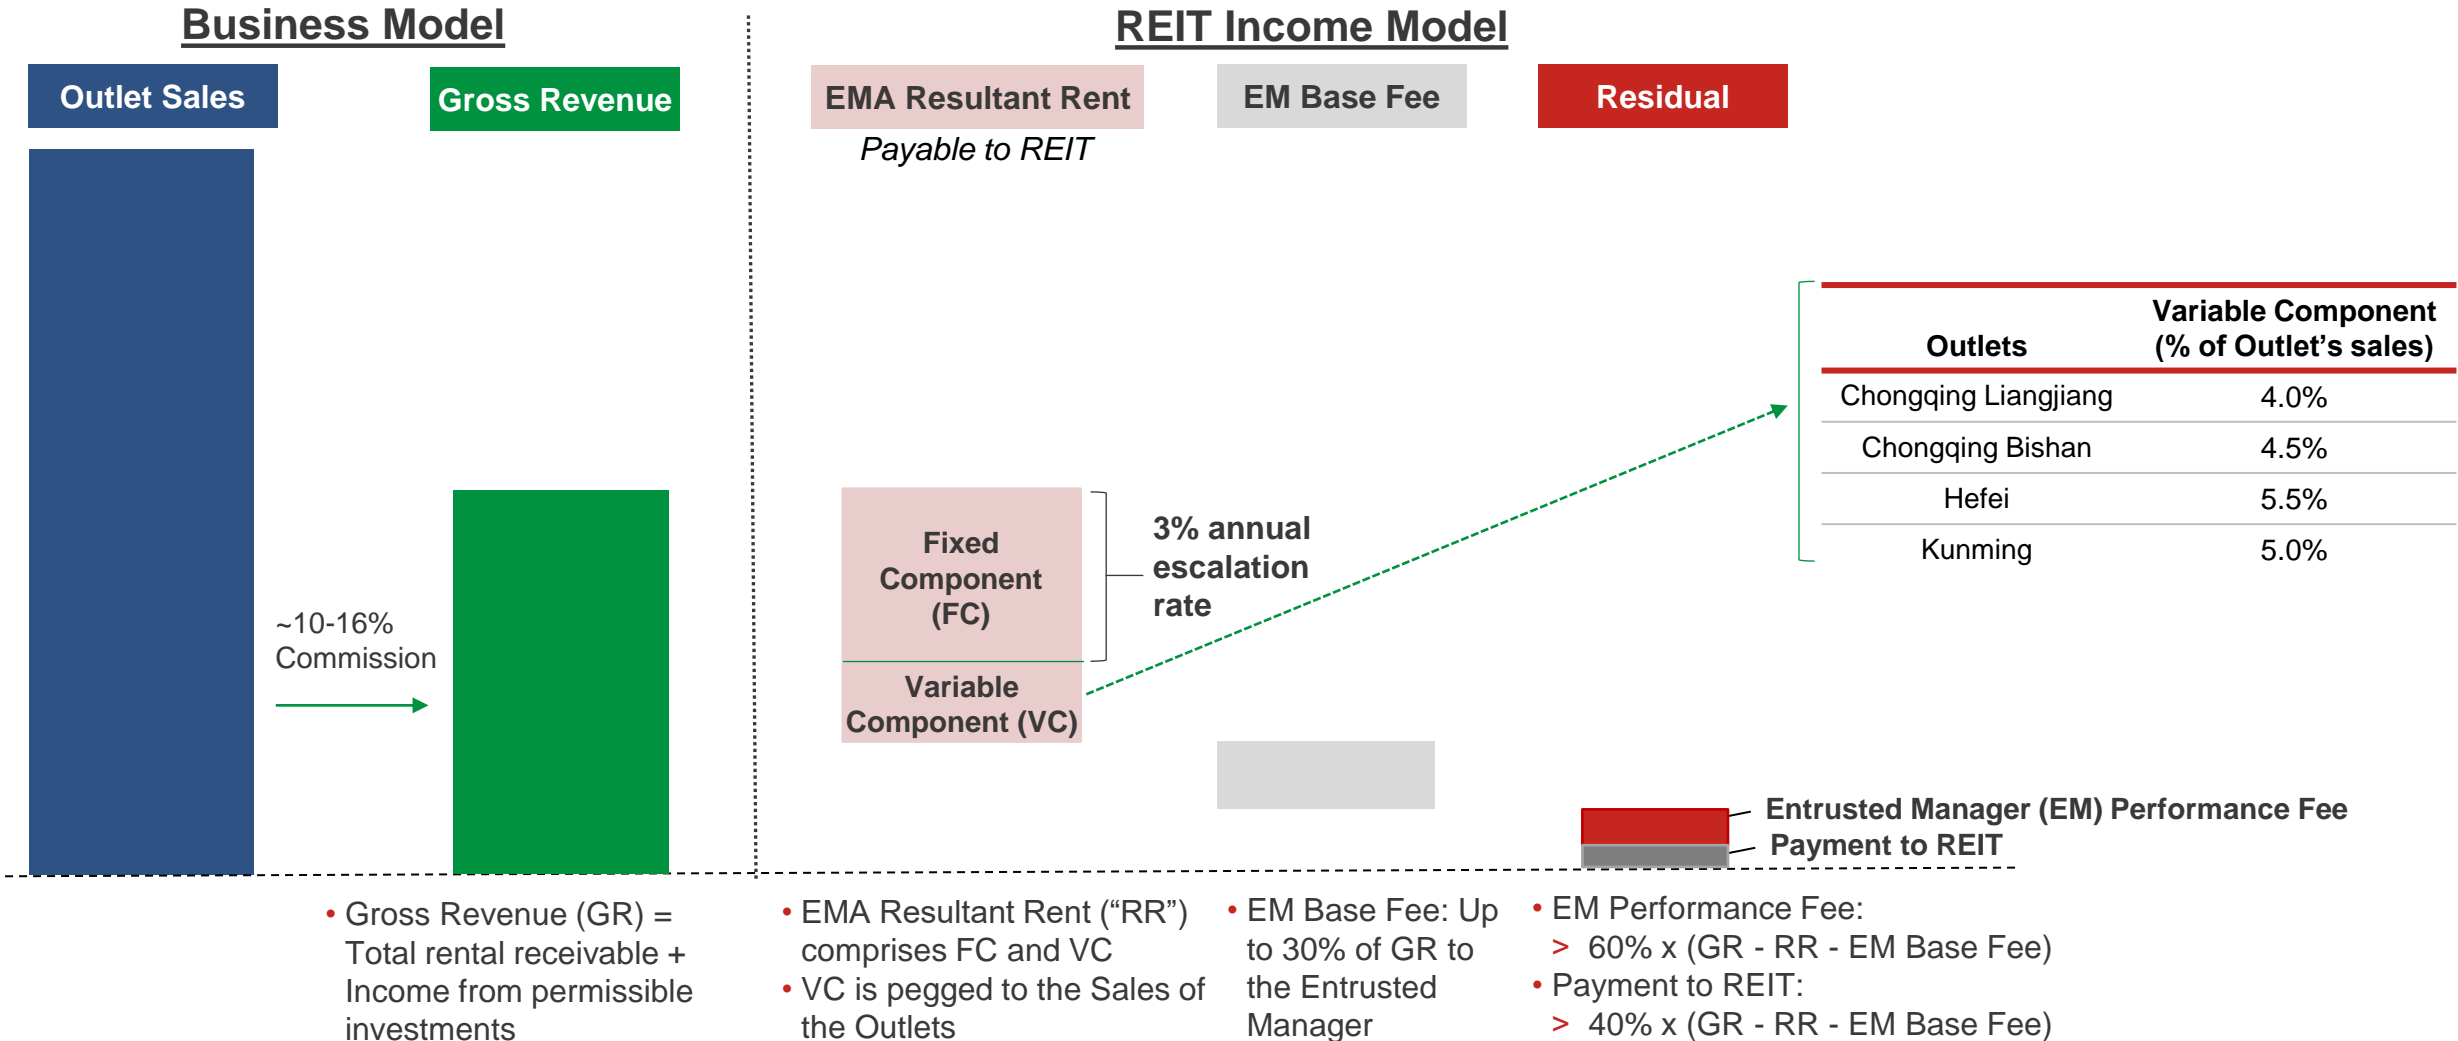 Business Model
REIT Income Model
Outlet Sales
Gross Revenue
EMA Resultant Rent
EM Base Fee
Residual
Payable to REIT
Outlets
Variable Component
(% of Outlet’s sales)
Chongqing Liangjiang 4.0%
Chongqing Bishan 4.5%
Hefei 5.5%
Kunming 5.0%
~10-16%
Commission
Fixed
Component
(FC)
3% annual
escalation
rate
Variable
Component (VC)
Entrusted Manager (EM) Performance Fee
Payment to REIT
• Gross Revenue (GR) =
Total rental receivable +
Income from permissible
investments
• EMA Resultant Rent (“RR”)
comprises FC and VC
• VC is pegged to the Sales of
the Outlets
• EM Base Fee: Up
to 30% of GR to
the Entrusted
Manager
• EM Performance Fee:
> 60% x (GR - RR - EM Base Fee)
• Payment to REIT:
> 40% x (GR - RR - EM Base Fee)